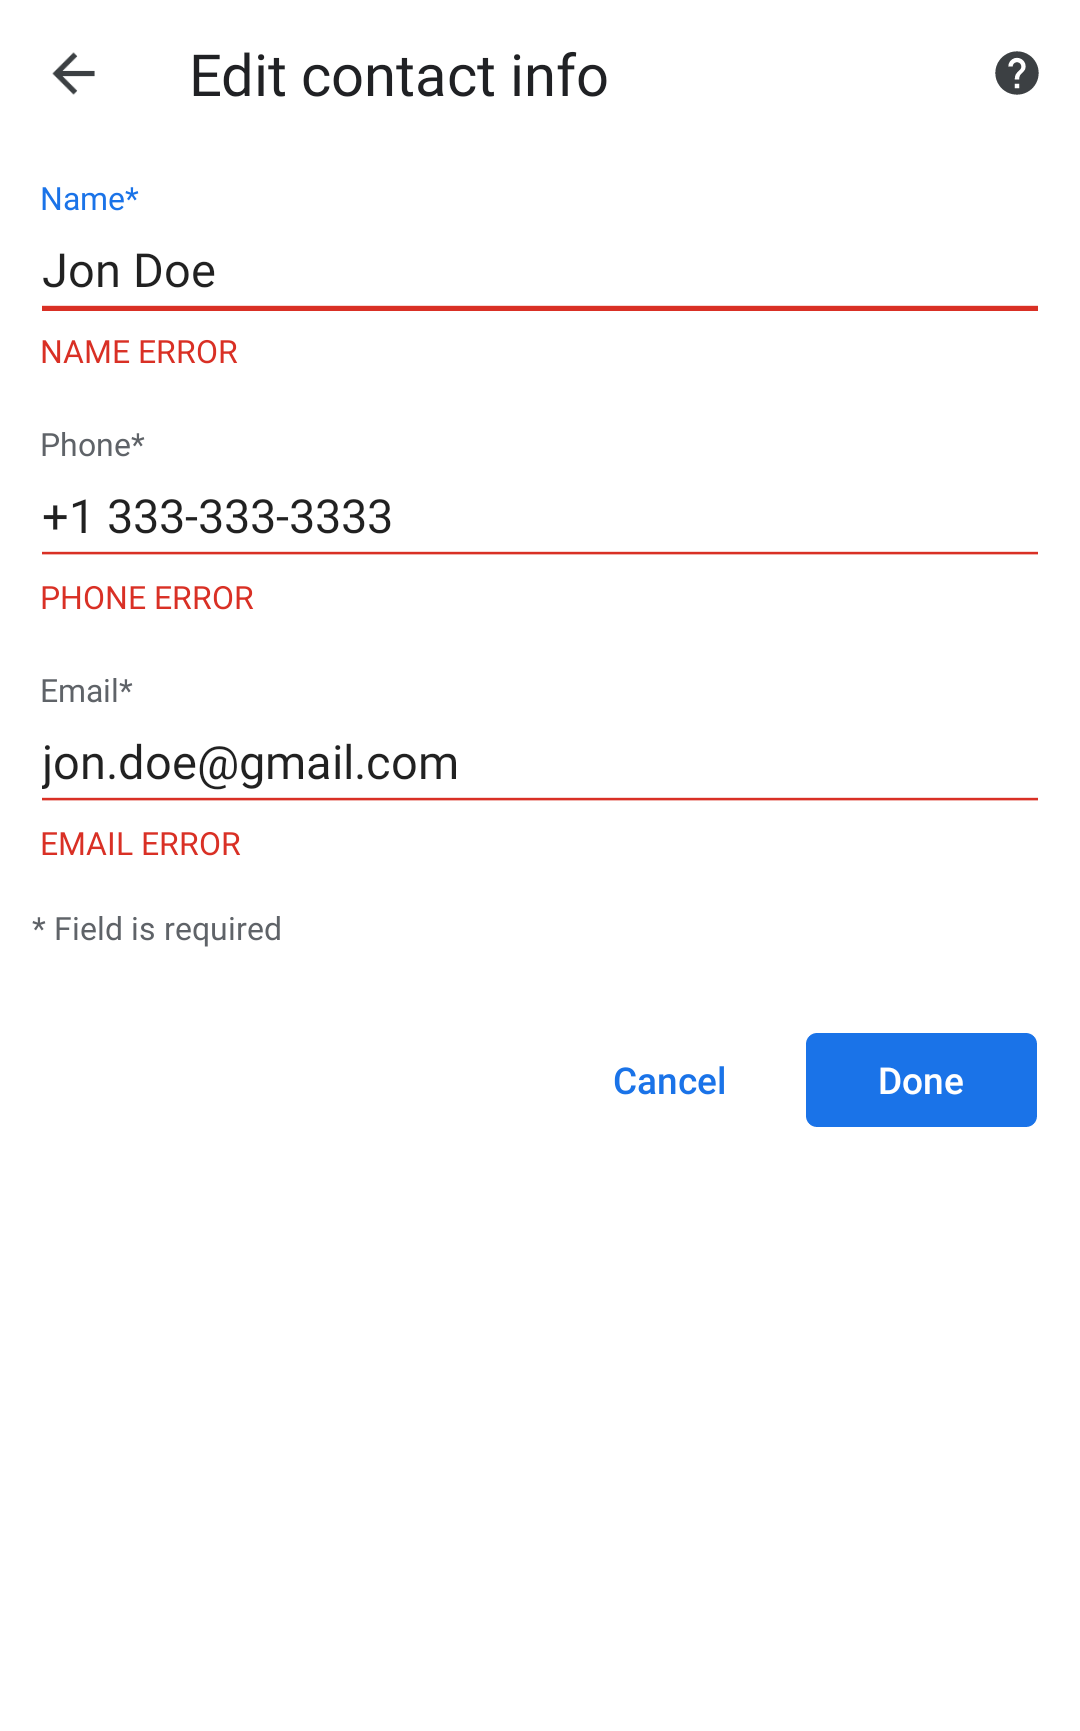 Edit contact info
Name*
Jon Doe
NAME ERROR
Phone*
+1 333-333-3333
PHONE ERROR
Email*
jon.doe@gmail.com
EMAIL ERROR
* Field is required
Cancel
Done